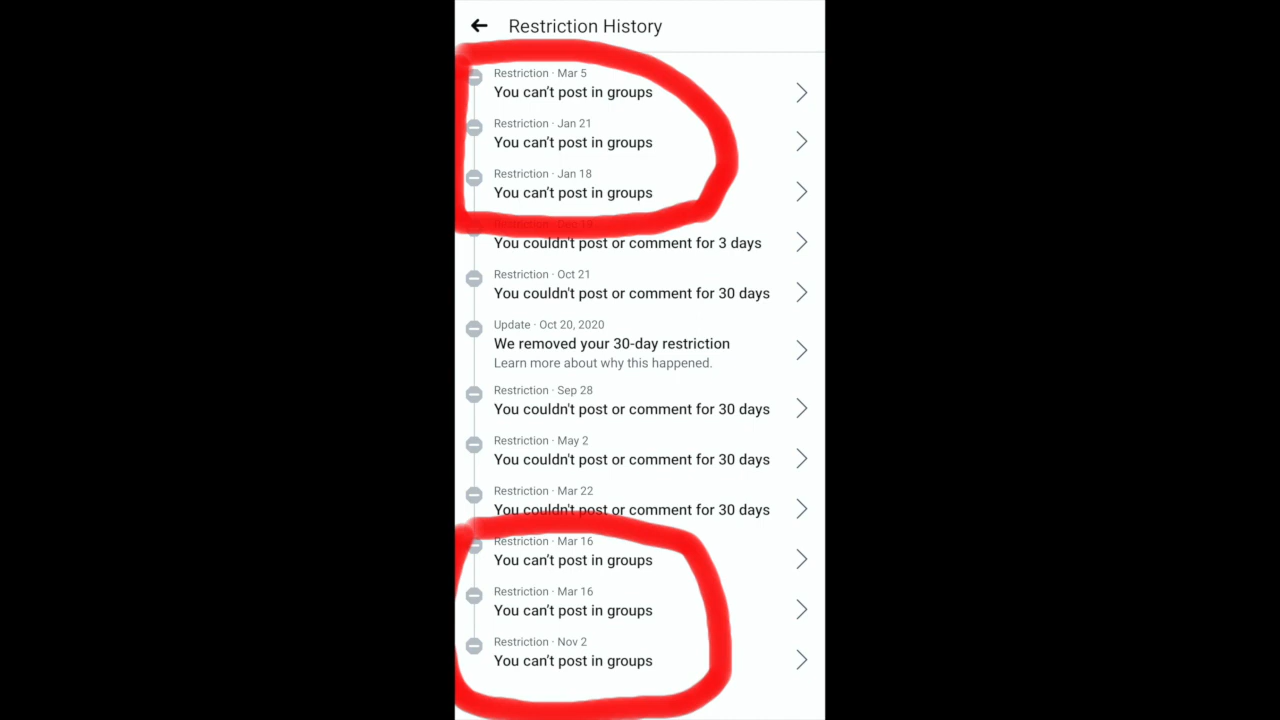 Restriction History
Restriction · Mar 5
You can't post in groups
Restriction · Jan 21
You can't post in groups
Restriction · Jan 18
You can't post in groups
You couldn't post or comment for 3 days
Restriction · Oct 21
You couldn't post or comment for 30 days
Update · Oct 20, 2020
We removed your 30-day restriction
Learn more about why this happened.
Restriction · Sep 28
You couldn't post or comment for 30 days
Restriction · May 2
You couldn't post or comment for 30 days
Restriction · Mar 22
You couldn't post or comment for 30 days
Restriction · Mar 16
You can't post in groups
Restriction · Mar 16
You can't post in groups
Restriction · Nov 2
You can't post in groups